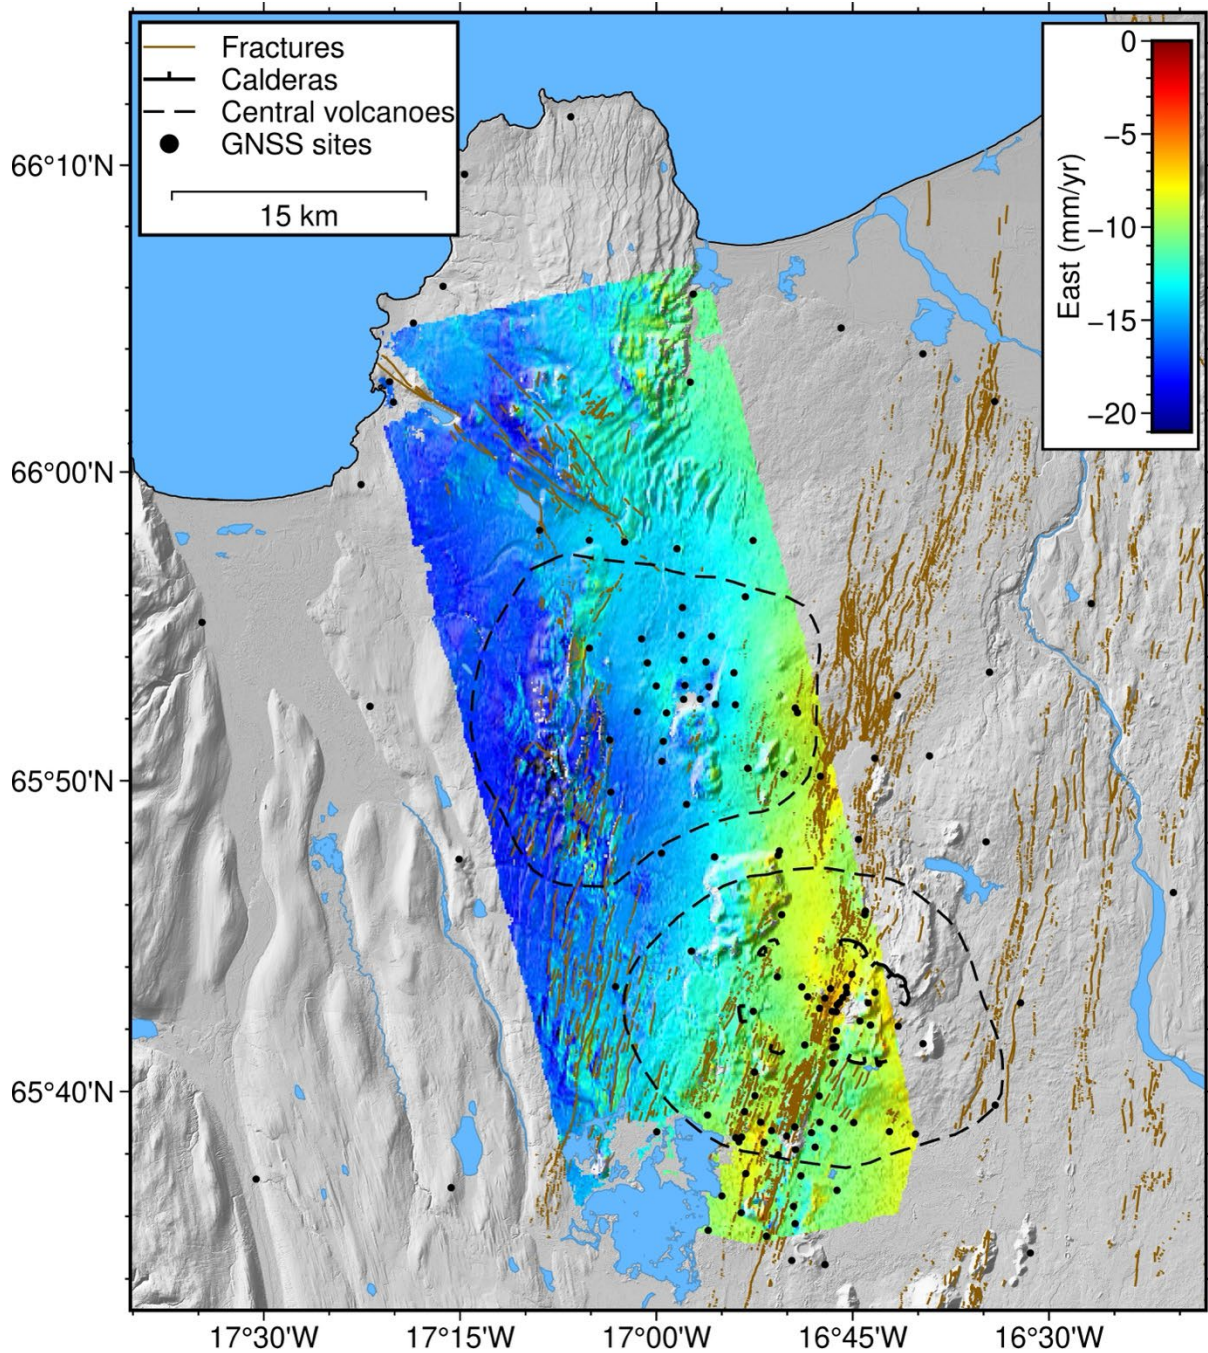 Fractures
Calderas
Central volcanoes
GNSS sites
15 km
0
−5
−10
−15
−20
East (mm/yr)
66°10'N
66°00'N
65°50'N
65°40'N
17°30'W
17°15'W
17°00'W
16°45'W
16°30'W